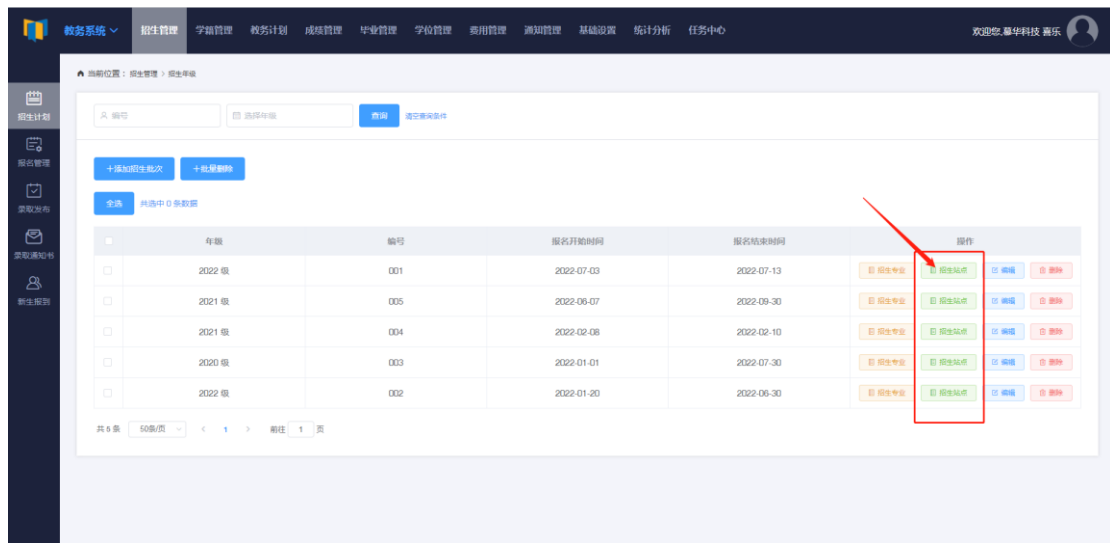 教务系统 招生管理 学籍管理 教务计划 成绩管理 毕业管理 学位管理 费用管理 通知管理 基础设置 统计分析 任务中心 欢迎您,慕华科技 喜乐
当前位置： 招生管理 > 招生年级
招生计划
报名管理
录取发布
录取通知书
新生报到
编号 选择年级 查询 清空查询条件
+添加招生批次 +批量删除
全选 共选中 0 条数据
年级 编号 报名开始时间 报名结束时间 操作
2022 级 001 2022-07-03 2022-07-13 招生专业 招生站点 编辑 删除
2021 级 005 2022-06-07 2022-09-30 招生专业 招生站点 编辑 删除
2021 级 004 2022-02-08 2022-02-10 招生专业 招生站点 编辑 删除
2020 级 003 2022-01-01 2022-07-30 招生专业 招生站点 编辑 删除
2022 级 002 2022-01-20 2022-06-30 招生专业 招生站点 编辑 删除
共 5 条 50条/页 < 1 > 前往 1 页